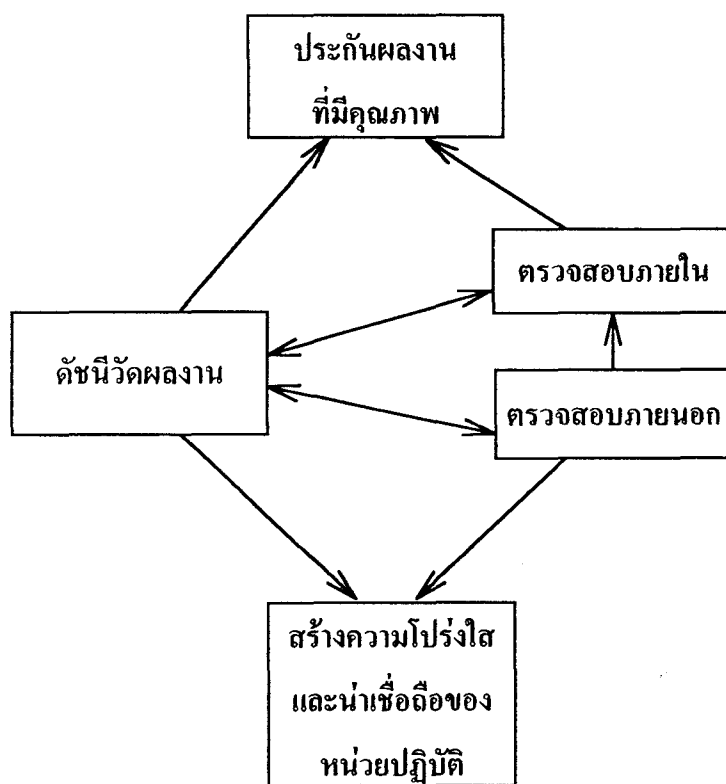 ประกันผลงาน
ที่มีคุณภาพ
ตรวจสอบภายใน
ดัชนีวัดผลงาน
ตรวจสอบภายนอก
สร้างความโปร่งใส
และน่าเชื่อถือของ
หน่วยปฏิบัติ